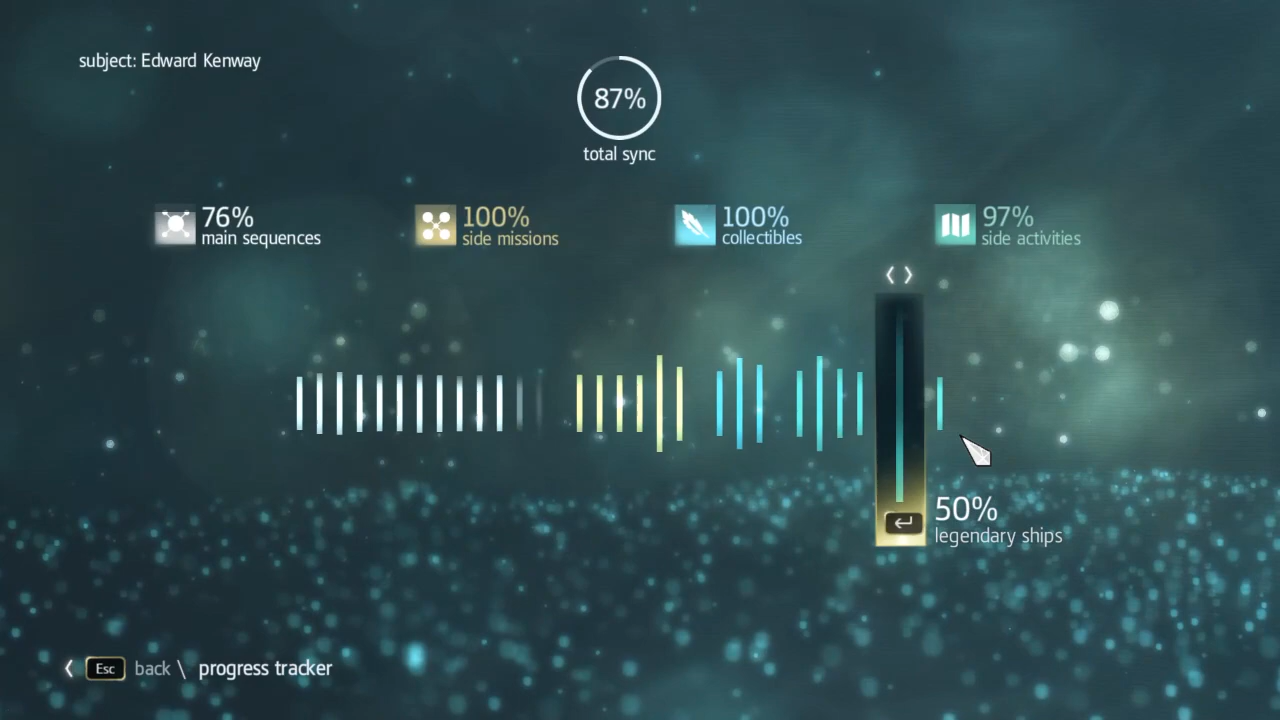 subject: Edward Kenway
87%
total sync
76%
main sequences
100%
side missions
100%
collectibles
97%
side activities
50%
legendary ships
Esc back \ progress tracker